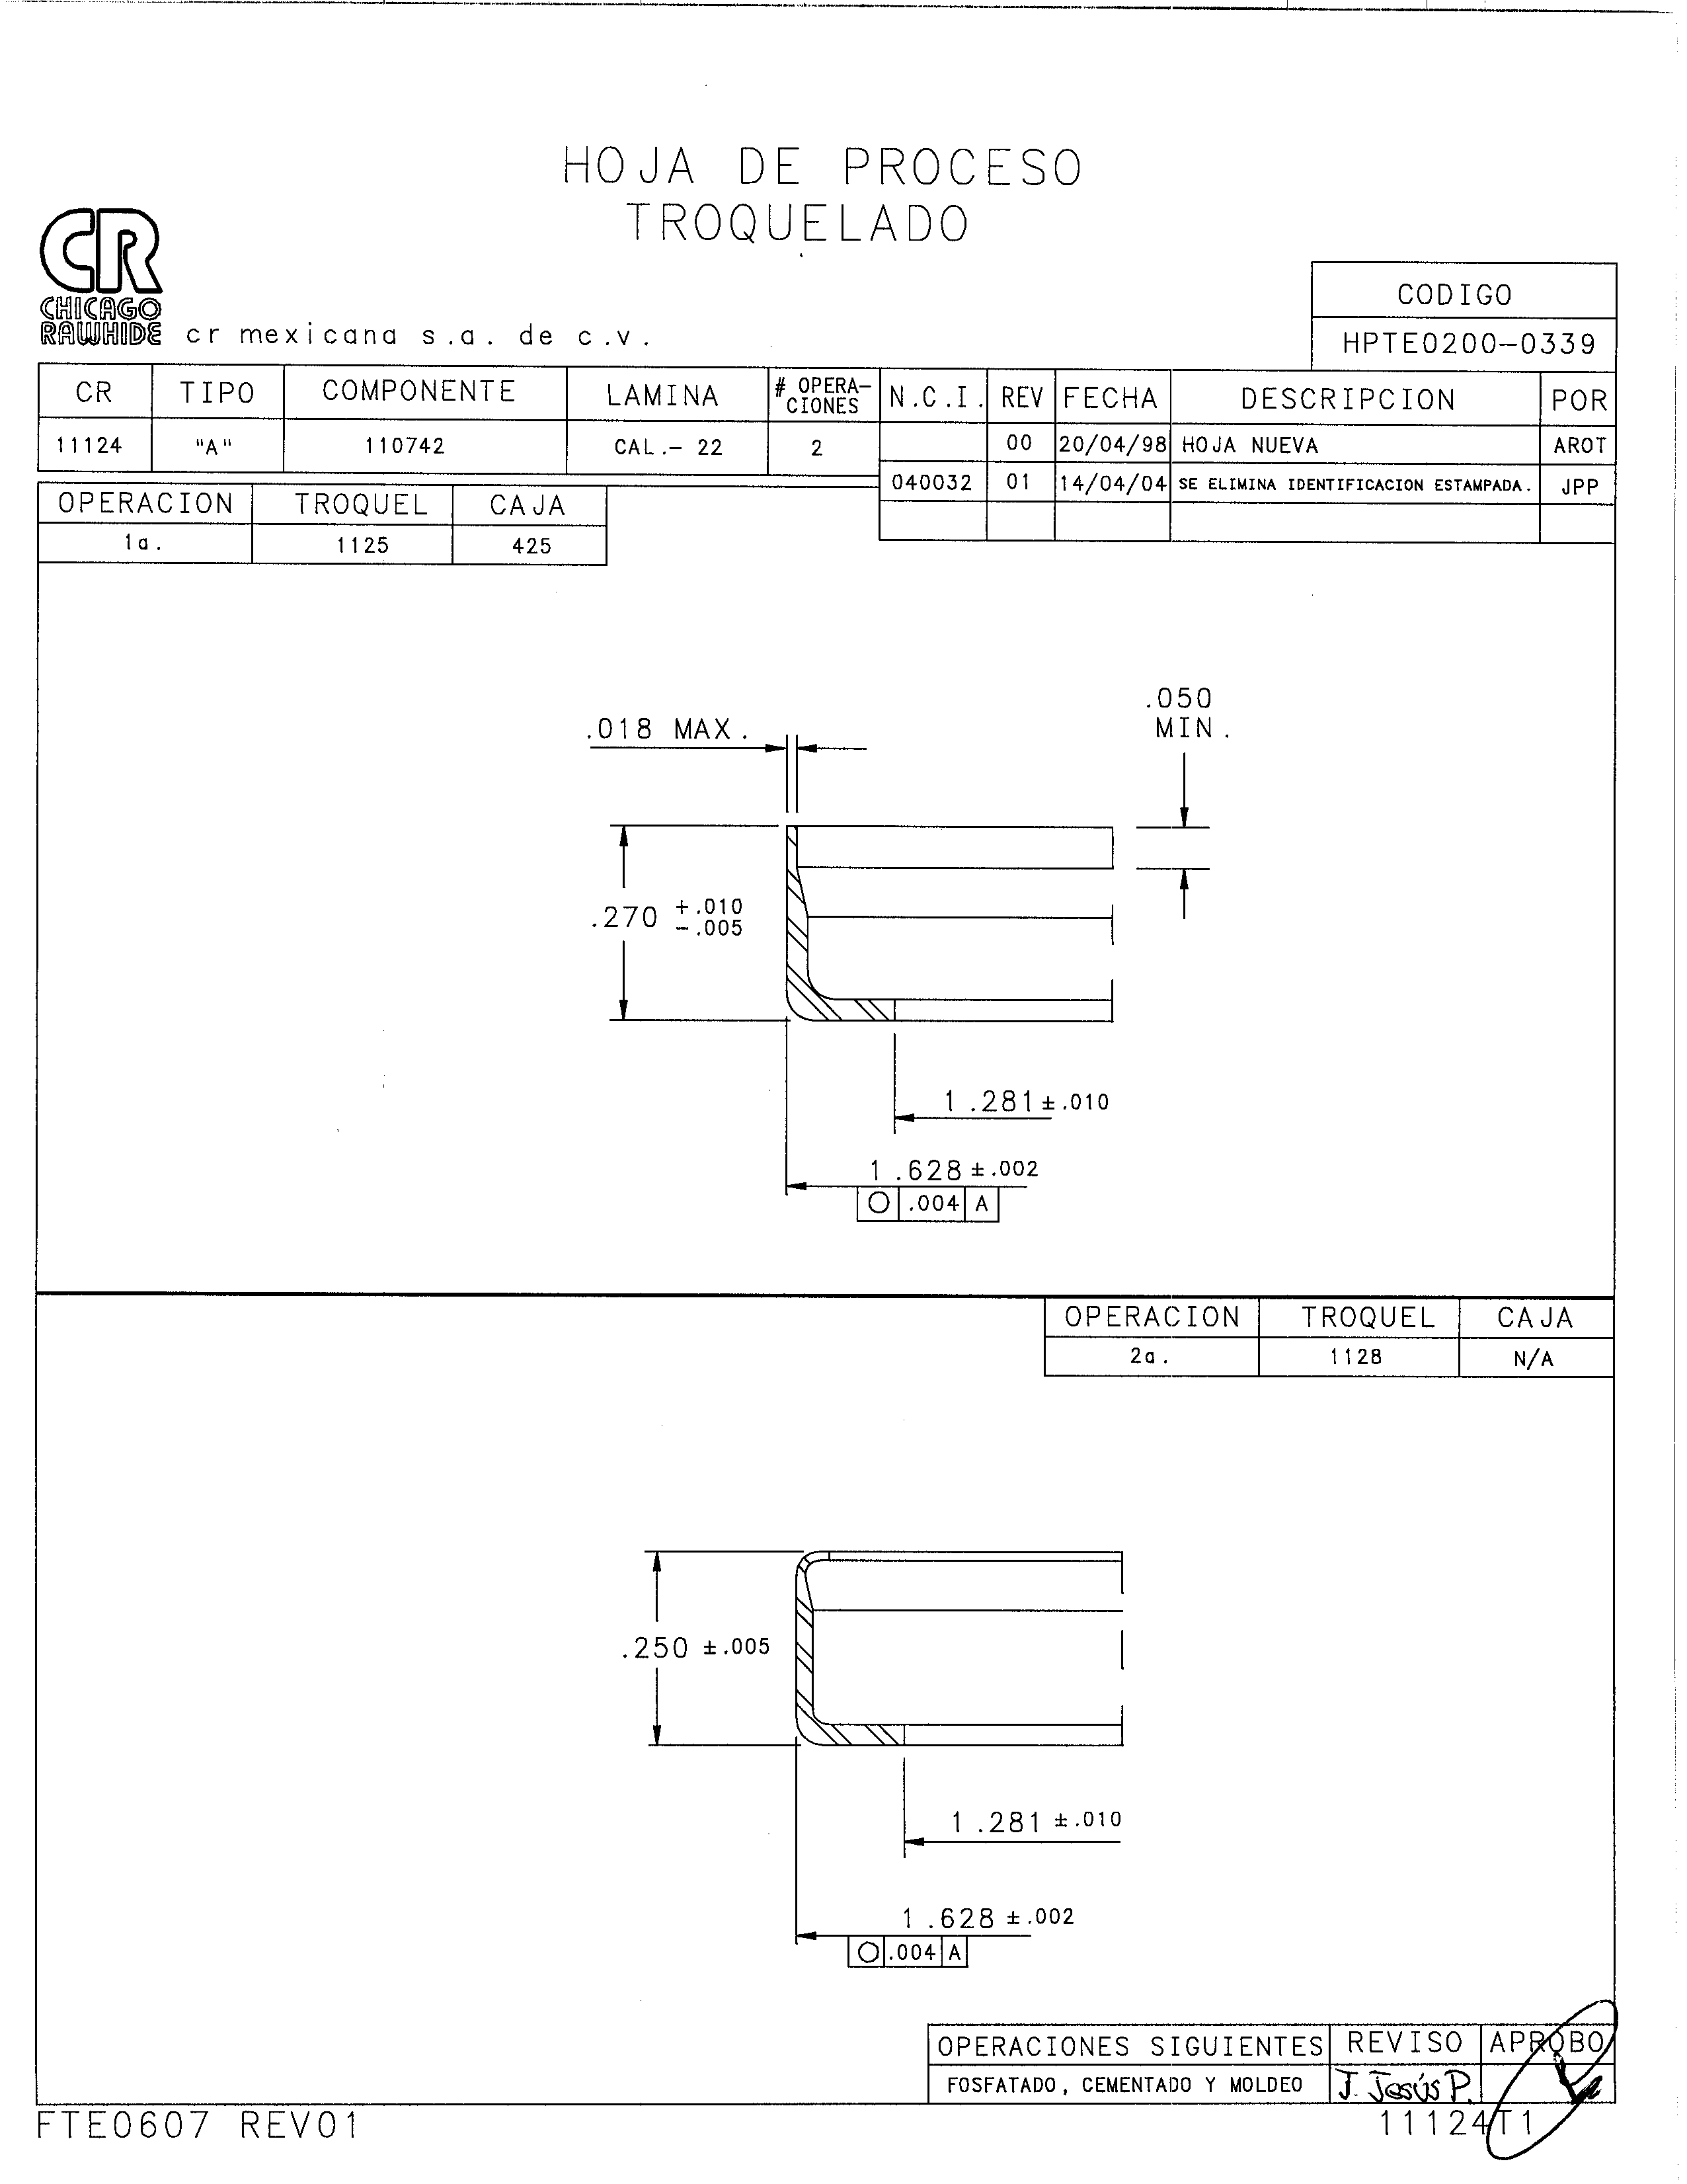 HOJA DE PROCESO
TROQUELADO
CR
CHICAGO
RAWHIDE
cr mexicana s.a. de c.v.
CODIGO
HPTE0200-0339
CR TIPO COMPONENTE LAMINA # OPERA-CIONES N.C.I. REV FECHA DESCRIPCION POR
11124 "A" 110742 CAL.- 22 2 00 20/04/98 HOJA NUEVA AROT
040032 01 14/04/04 SE ELIMINA IDENTIFICACION ESTAMPADA. JPP
OPERACION TROQUEL CAJA
1a. 1125 425
.018 MAX.
.050
MIN.
.270 +.010 -.005
1.281±.010
1.628±.002
○ .004 A
OPERACION TROQUEL CAJA
2a. 1128 N/A
.250 ±.005
1.281 ±.010
1.628 ±.002
○ .004 A
OPERACIONES SIGUIENTES REVISO APROBO
FOSFATADO, CEMENTADO Y MOLDEO J. Jesús P.
FTE0607 REV01
11124T1